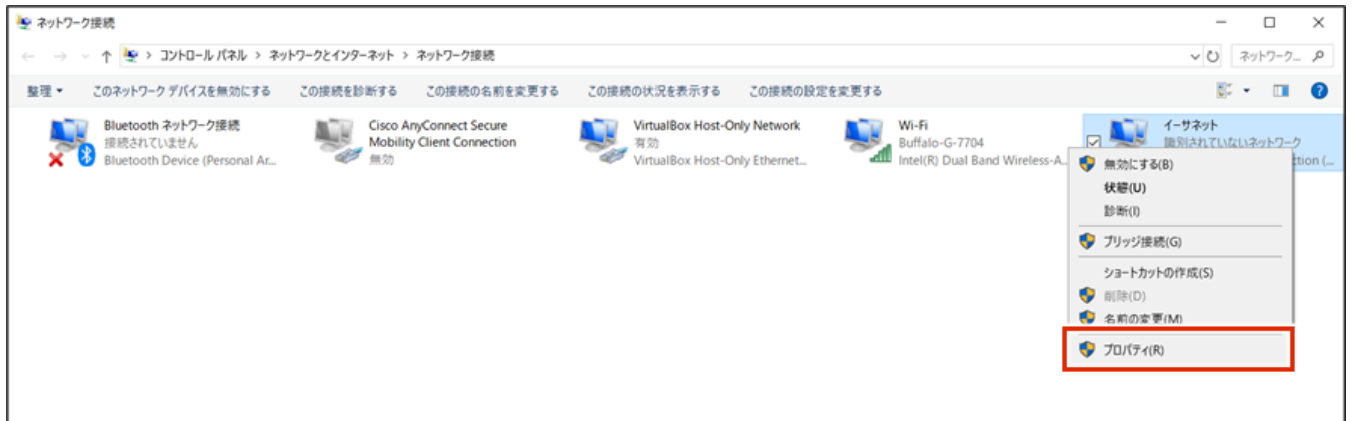 ネットワーク接続
コントロール パネル > ネットワークとインターネット > ネットワーク接続
ネットワーク...
整理 このネットワーク デバイスを無効にする この接続を診断する この接続の名前を変更する この接続の状況を表示する この接続の設定を変更する
Bluetooth ネットワーク接続
接続されていません
Bluetooth Device (Personal Ar...
Cisco AnyConnect Secure
Mobility Client Connection
無効
VirtualBox Host-Only Network
有効
VirtualBox Host-Only Ethernet...
Wi-Fi
Buffalo-G-7704
Intel(R) Dual Band Wireless-A...
イーサネット
識別されていないネットワーク
ction (...
無効にする(B)
状態(U)
診断(I)
ブリッジ接続(G)
ショートカットの作成(S)
削除(D)
名前の変更(M)
プロパティ(R)